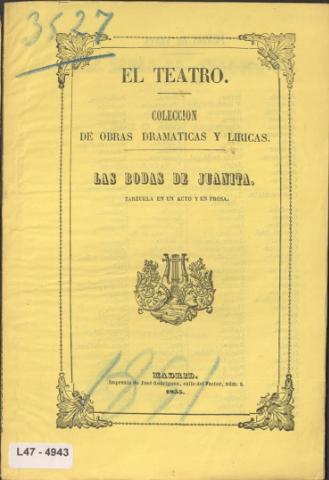 3527
EL TEATRO.
COLECCION
DE OBRAS DRAMATICAS Y LIRICAS.
LAS BODAS DE JUANITA.
ZARZUELA EN UN ACTO Y EN PROSA.
MADRID.
Imprenta de José Rodriguez, calle del Factor, núm. 9.
1855.
L47 - 4943